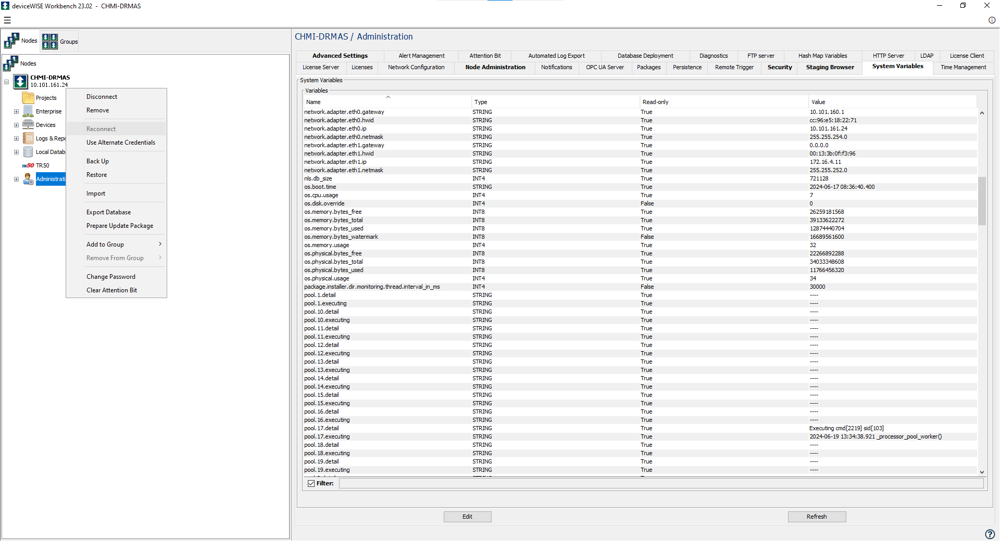 deviceWISE Workbench 23.02 - CHMI-DRMAS
Nodes
Groups
Nodes
CHMI-DRMAS
10.101.161.24
Projects
Enterprise
Devices
Logs & Repo
Local Datab
TR50 TR50
Administrati
Disconnect
Remove
Reconnect
Use Alternate Credentials
Back Up
Restore
Import
Export Database
Prepare Update Package
Add to Group
Remove From Group
Change Password
Clear Attention Bit
CHMI-DRMAS / Administration
Advanced Settings Alert Management Attention Bit Automated Log Export Database Deployment Diagnostics FTP server Hash Map Variables HTTP Server LDAP License Client
License Server Licenses Network Configuration Node Administration Notifications OPC UA Server Packages Persistence Remote Trigger Security Staging Browser System Variables Time Management
System Variables
Variables
Name Type Read-only Value
network.adapter.eth0.gateway STRING True 10.101.160.1
network.adapter.eth0.hwid STRING True cc:96:e5:18:22:71
network.adapter.eth0.ip STRING True 10.101.161.24
network.adapter.eth0.netmask STRING True 255.255.254.0
network.adapter.eth1.gateway STRING True 0.0.0.0
network.adapter.eth1.hwid STRING True 00:13:3b:0f:f3:96
network.adapter.eth1.ip STRING True 172.16.4.11
network.adapter.eth1.netmask STRING True 255.255.252.0
nls.db_size INT4 True 721128
os.boot.time STRING True 2024-06-17 08:36:40.400
os.cpu.usage INT4 True 7
os.disk.override INT4 False 0
os.memory.bytes_free INT8 True 26259181568
os.memory.bytes_total INT8 True 39133622272
os.memory.bytes_used INT8 True 12874440704
os.memory.bytes_watermark INT8 False 16689561600
os.memory.usage INT4 True 32
os.physical.bytes_free INT8 True 22266892288
os.physical.bytes_total INT8 True 34033348608
os.physical.bytes_used INT8 True 11766456320
os.physical.usage INT4 True 34
package.installer.dir.monitoring.thread.interval_in_ms INT4 False 30000
pool.1.detail STRING True ----
pool.1.executing STRING True ----
pool.10.detail STRING True ----
pool.10.executing STRING True ----
pool.11.detail STRING True ----
pool.11.executing STRING True ----
pool.12.detail STRING True ----
pool.12.executing STRING True ----
pool.13.detail STRING True ----
pool.13.executing STRING True ----
pool.14.detail STRING True ----
pool.14.executing STRING True ----
pool.15.detail STRING True ----
pool.15.executing STRING True ----
pool.16.detail STRING True ----
pool.16.executing STRING True ----
pool.17.detail STRING True Executing cmd[2219] sid[103]
pool.17.executing STRING True 2024-06-19 13:34:38.921 _processor_pool_worker()
pool.18.detail STRING True ----
pool.18.executing STRING True ----
pool.19.detail STRING True ----
pool.19.executing STRING True ----
Filter:
Edit
Refresh